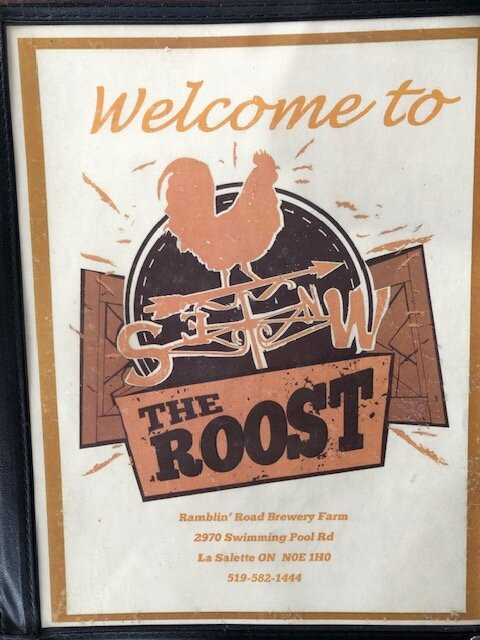 Welcome to
S E N W
THE
ROOST
Ramblin' Road Brewery Farm
2970 Swimming Pool Rd
La Salette ON N0E 1H0
519-582-1444